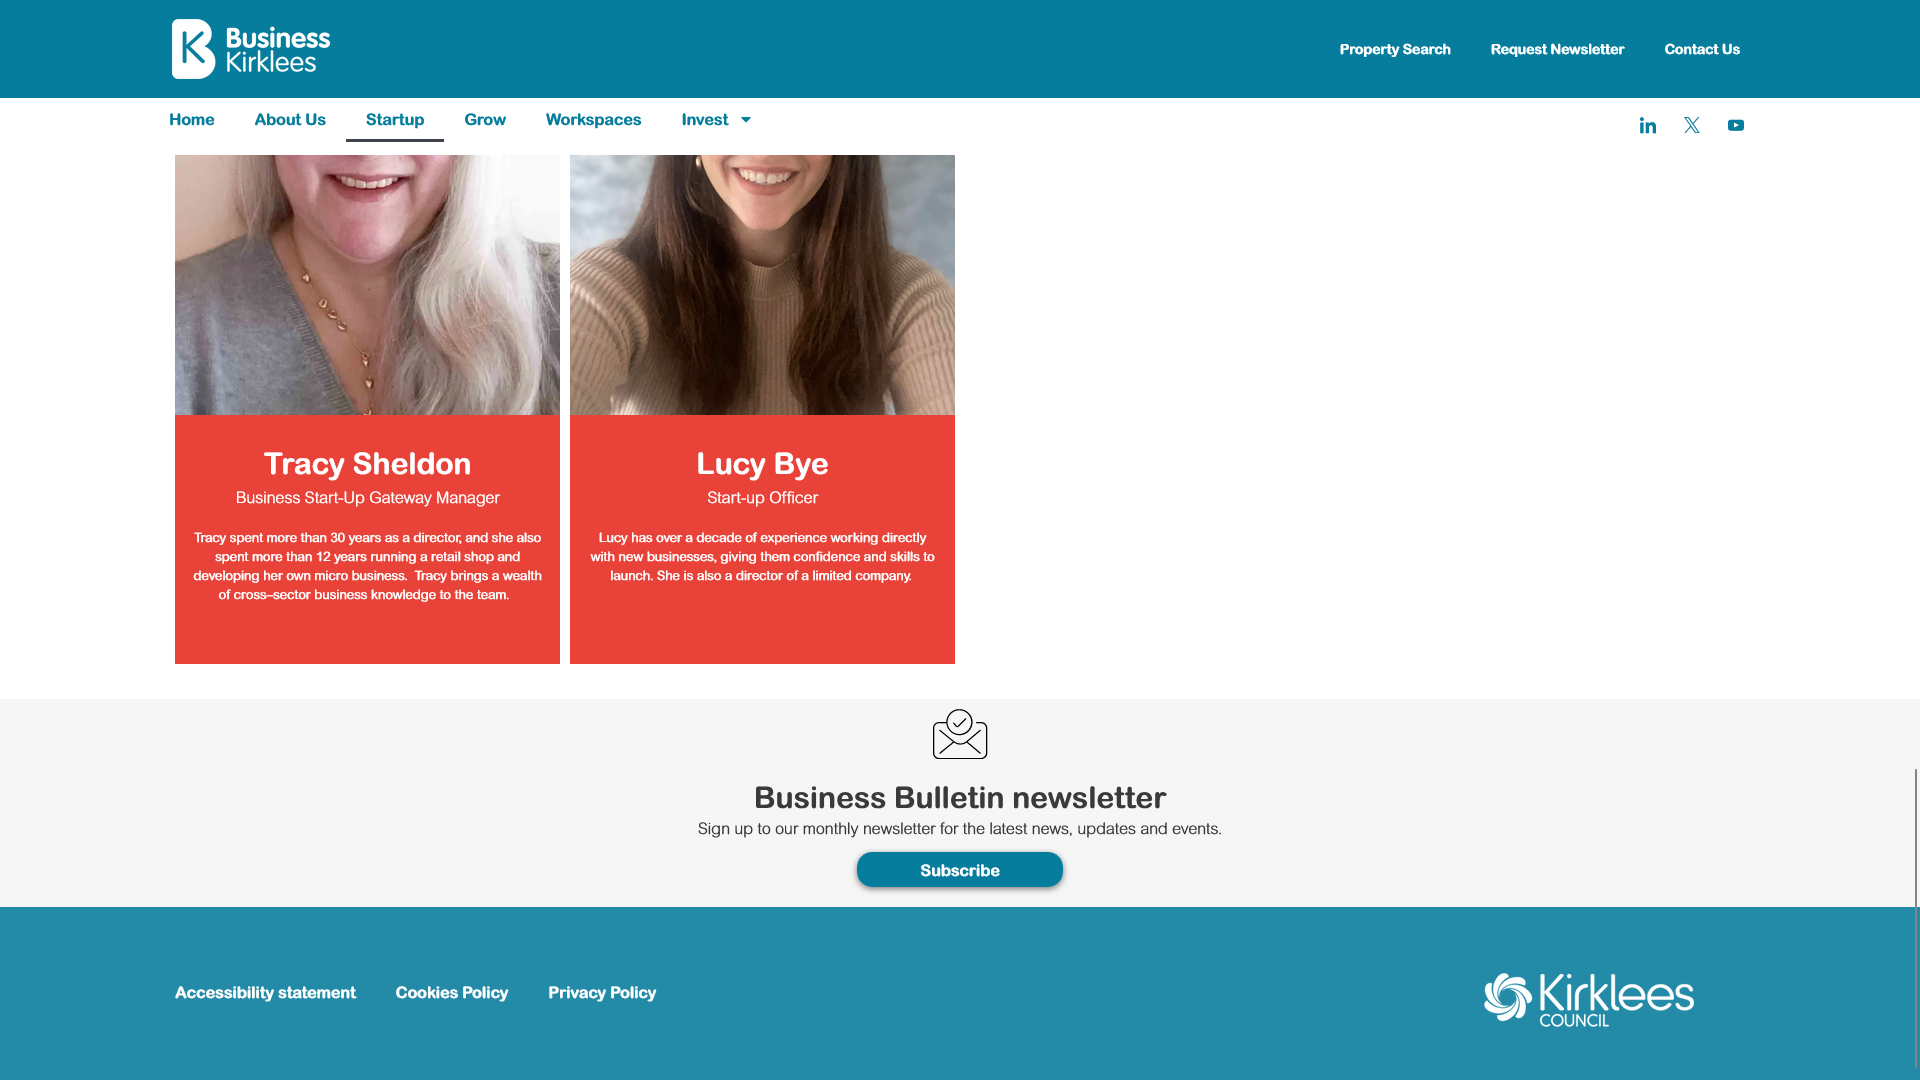 Business
Kirklees
Property Search
Request Newsletter
Contact Us
Home
About Us
Startup
Grow
Workspaces
Invest
Tracy Sheldon
Business Start-Up Gateway Manager
Tracy spent more than 30 years as a director, and she also
spent more than 12 years running a retail shop and
developing her own micro business. Tracy brings a wealth
of cross–sector business knowledge to the team.
Lucy Bye
Start-up Officer
Lucy has over a decade of experience working directly
with new businesses, giving them confidence and skills to
launch. She is also a director of a limited company.
Business Bulletin newsletter
Sign up to our monthly newsletter for the latest news, updates and events.
Subscribe
Accessibility statement
Cookies Policy
Privacy Policy
Kirklees
COUNCIL